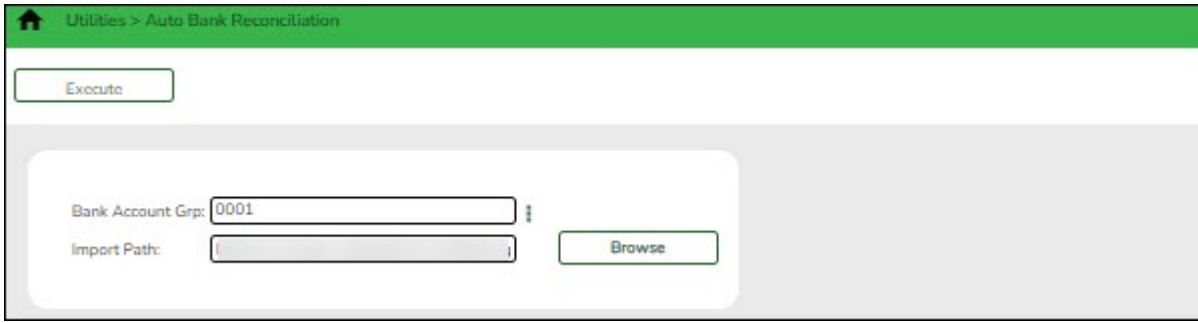 Utilities > Auto Bank Reconciliation
Execute
Bank Account Grp: 0001
Import Path:
Browse